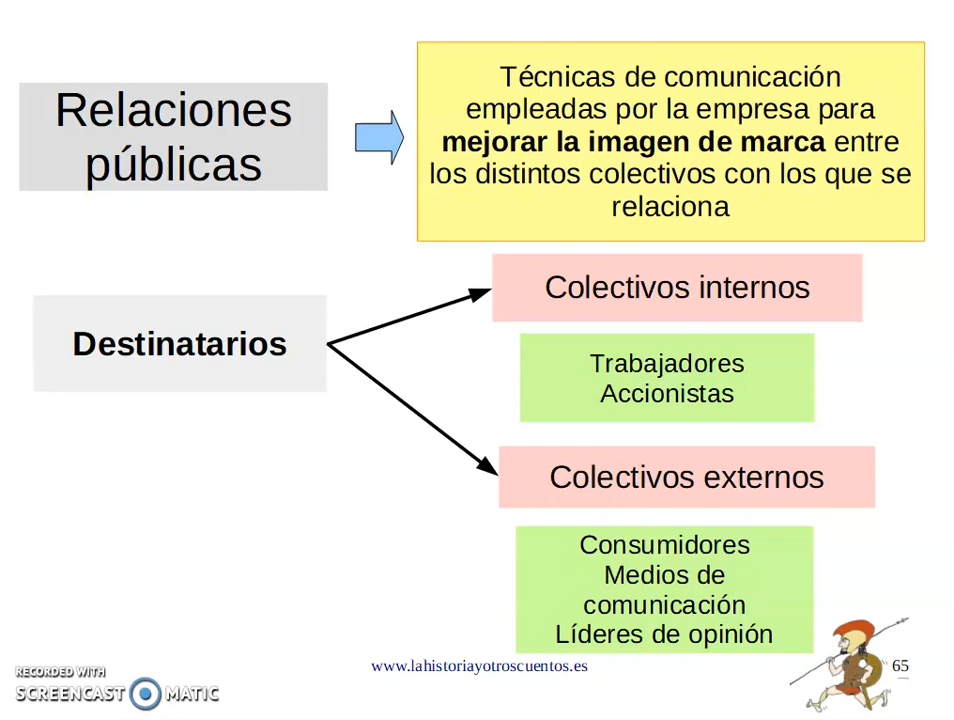 Relaciones
públicas
Técnicas de comunicación
empleadas por la empresa para
mejorar la imagen de marca entre
los distintos colectivos con los que se
relaciona
Destinatarios
Colectivos internos
Trabajadores
Accionistas
Colectivos externos
Consumidores
Medios de
comunicación
Líderes de opinión
www.lahistoriayotroscuentos.es
65
RECORDED WITH
SCREENCAST MATIC